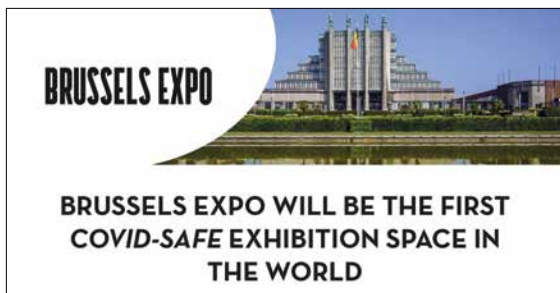 BRUSSELS EXPO
BRUSSELS EXPO WILL BE THE FIRST
COVID-SAFE EXHIBITION SPACE IN
THE WORLD